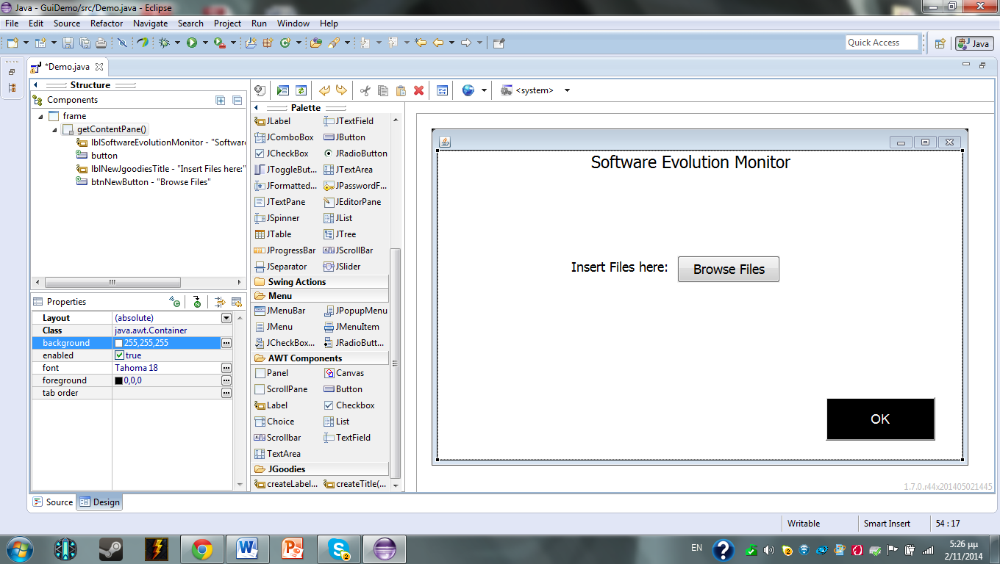 Java - GuiDemo/src/Demo.java - Eclipse
File Edit Source Refactor Navigate Search Project Run Window Help
Quick Access
Java
*Demo.java
Structure
Components
frame
getContentPane()
lblSoftwareEvolutionMonitor - "Software
button
lblNewJgoodiesTitle - "Insert Files here:"
btnNewButton - "Browse Files"
Properties
Layout (absolute)
Class java.awt.Container
background 255,255,255
enabled true
font Tahoma 18
foreground 0,0,0
tab order
<system>
Palette
JLabel JTextField
JComboBox JButton
JCheckBox JRadioButton
JToggleBut... JTextArea
JFormatted... JPasswordF...
JTextPane JEditorPane
JSpinner JList
JTable JTree
JProgressBar JScrollBar
JSeparator JSlider
Swing Actions
Menu
JMenuBar JPopupMenu
JMenu JMenuItem
JCheckBox... JRadioButt...
AWT Components
Panel Canvas
ScrollPane Button
Label Checkbox
Choice List
Scrollbar TextField
TextArea
JGoodies
createLabel... createTitle(...
Software Evolution Monitor
Insert Files here: Browse Files
OK
1.7.0.r44x201405021445
Source Design
Writable Smart Insert 54 : 17
EN
5:26 μμ
2/11/2014